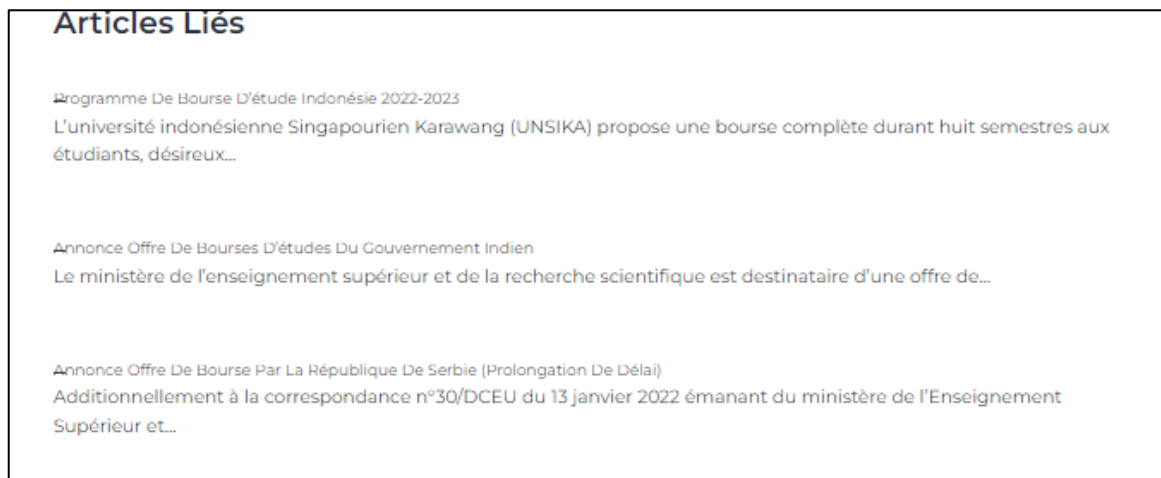 Articles Liés
Programme De Bourse D'étude Indonésie 2022-2023
L'université indonésienne Singapourien Karawang (UNSIKA) propose une bourse complète durant huit semestres aux
étudiants, désireux...
Annonce Offre De Bourses D'études Du Gouvernement Indien
Le ministère de l'enseignement supérieur et de la recherche scientifique est destinataire d'une offre de...
Annonce Offre De Bourse Par La République De Serbie (Prolongation De Délai)
Additionnellement à la correspondance n°30/DCEU du 13 janvier 2022 émanant du ministère de l'Enseignement
Supérieur et...